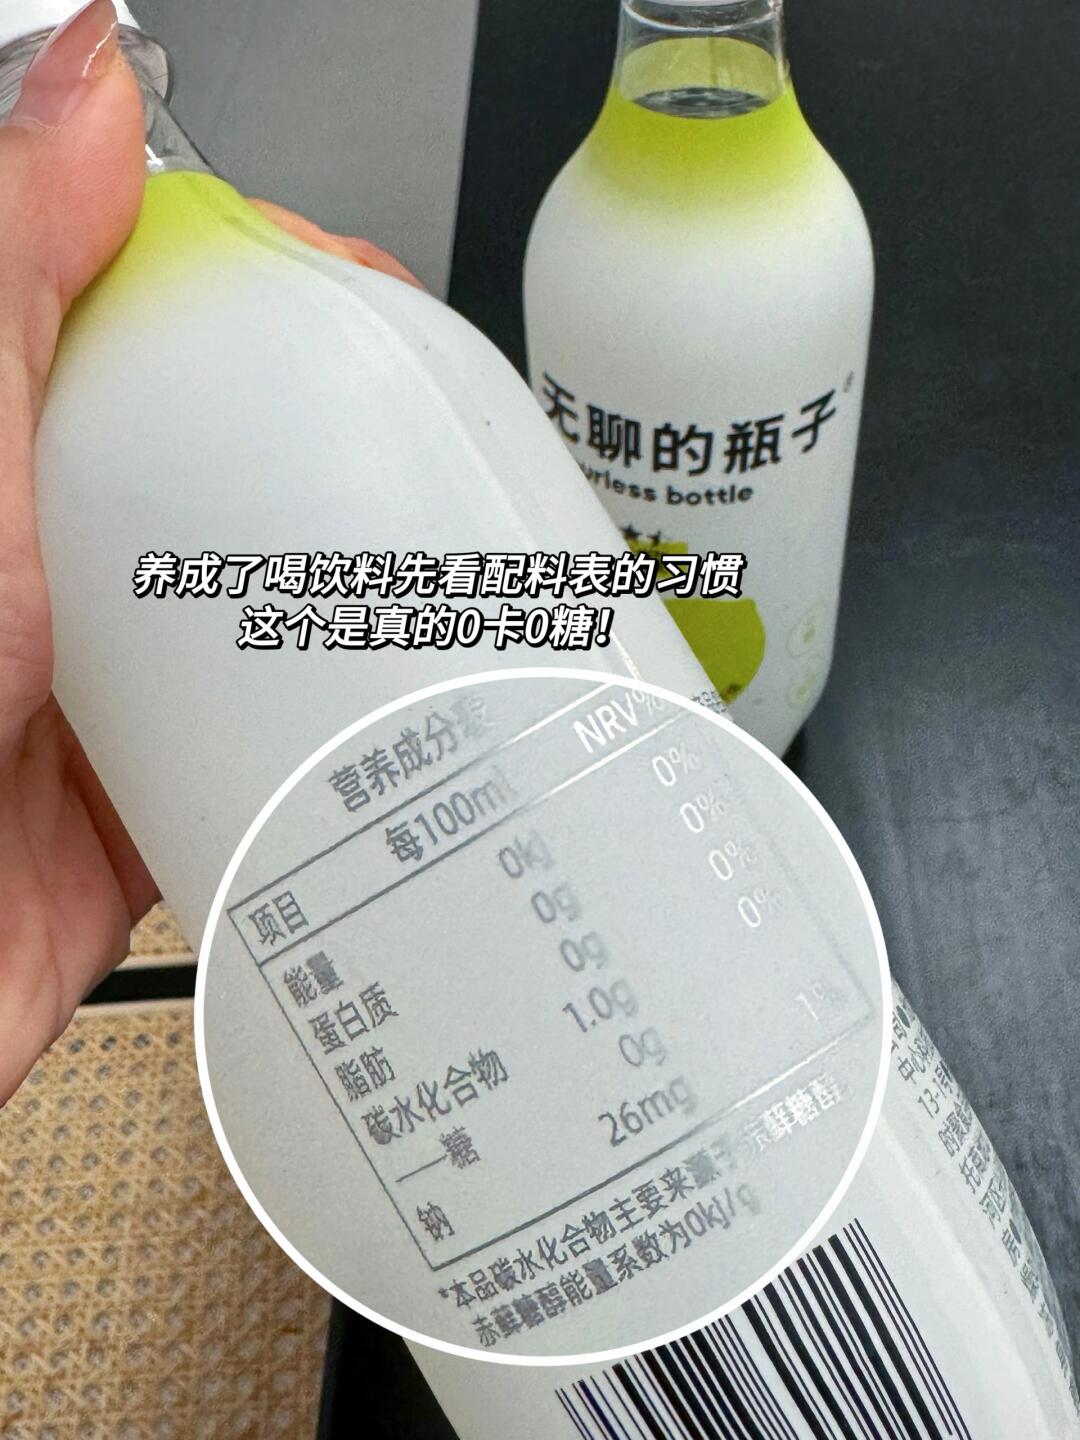 无聊的瓶子®
bottle
养成了喝饮料先看配料表的习惯
这个是真的0卡0糖！
营养成分表
项目 每100ml NRV%
能量 0kJ 0%
蛋白质 0g 0%
脂肪 0g 0%
碳水化合物 1.0g 0%
—糖 0g
钠 26mg 1%
*本品碳水化合物主要来源于赤藓糖醇
赤藓糖醇能量系数为0kJ/g
13-1